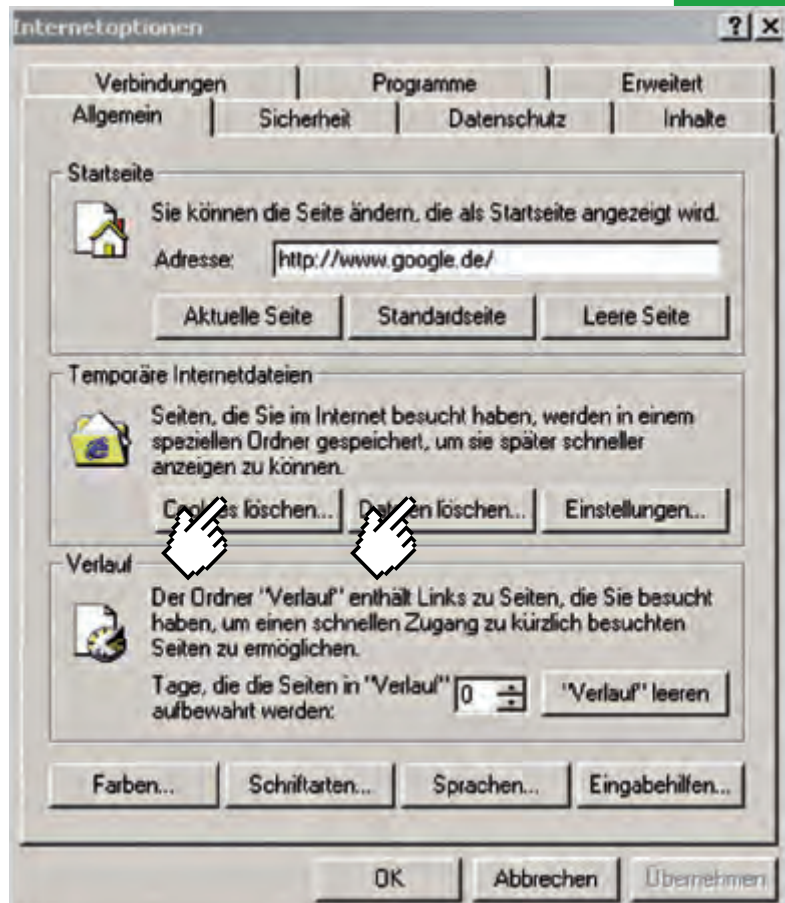 Internetoptionen
Verbindungen Programme Erweitert
Allgemein Sicherheit Datenschutz Inhalte
Startseite
Sie können die Seite ändern, die als Startseite angezeigt wird.
Adresse: http://www.google.de/
Aktuelle Seite Standardseite Leere Seite
Temporäre Internetdateien
Seiten, die Sie im Internet besucht haben, werden in einem
speziellen Ordner gespeichert, um sie später schneller
anzeigen zu können.
Cookies löschen... Dateien löschen... Einstellungen...
Verlauf
Der Ordner "Verlauf" enthält Links zu Seiten, die Sie besucht
haben, um einen schnellen Zugang zu kürzlich besuchten
Seiten zu ermöglichen.
Tage, die die Seiten in "Verlauf" 0 "Verlauf" leeren
aufbewahrt werden:
Farben... Schriftarten... Sprachen... Eingabehilfen...
OK Abbrechen Übernehmen